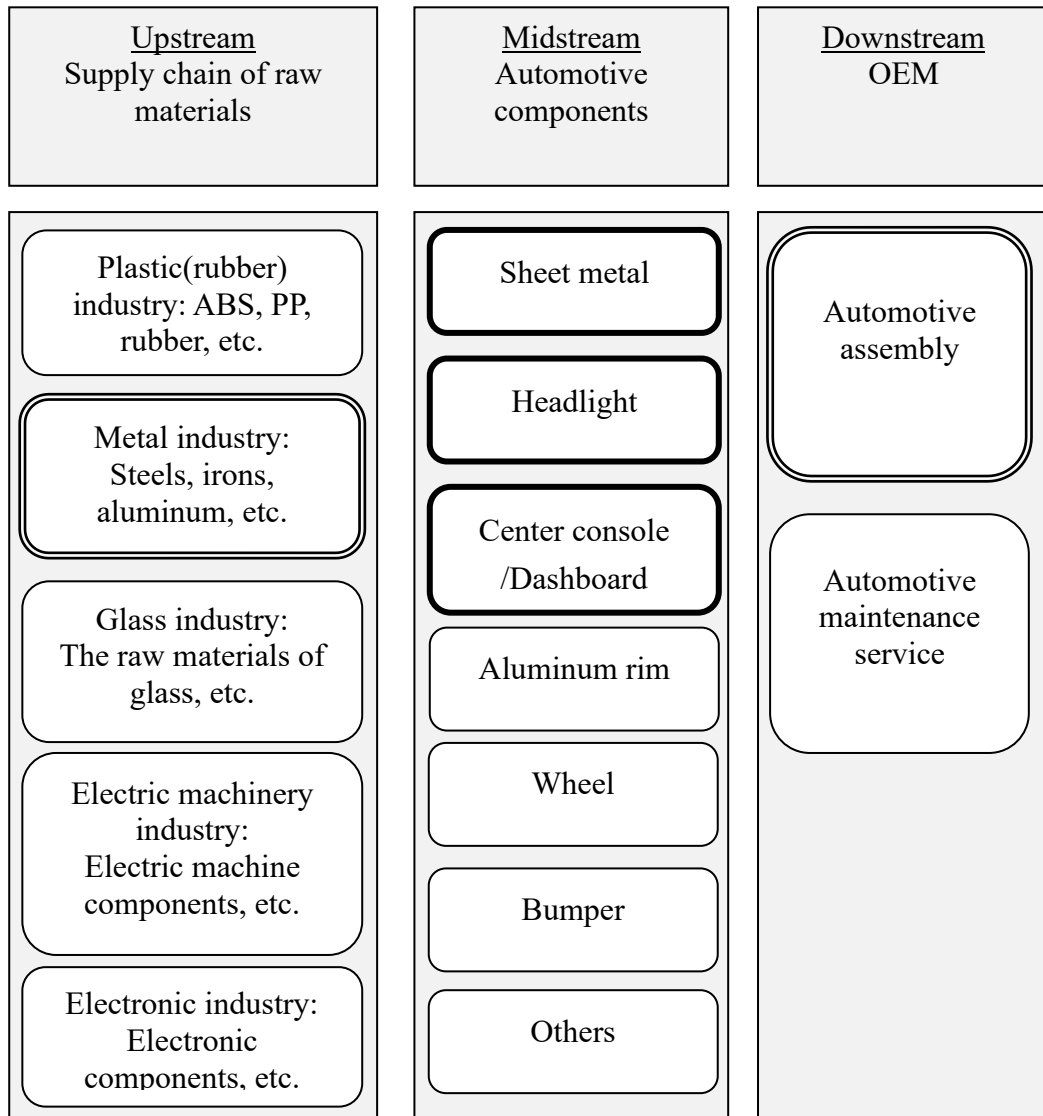 Upstream
Supply chain of raw
materials
Midstream
Automotive
components
Downstream
OEM
Plastic(rubber)
industry: ABS, PP,
rubber, etc.
Metal industry:
Steels, irons,
aluminum, etc.
Glass industry:
The raw materials of
glass, etc.
Electric machinery
industry:
Electric machine
components, etc.
Electronic industry:
Electronic
components, etc.
Sheet metal
Headlight
Center console
/Dashboard
Aluminum rim
Wheel
Bumper
Others
Automotive
assembly
Automotive
maintenance
service